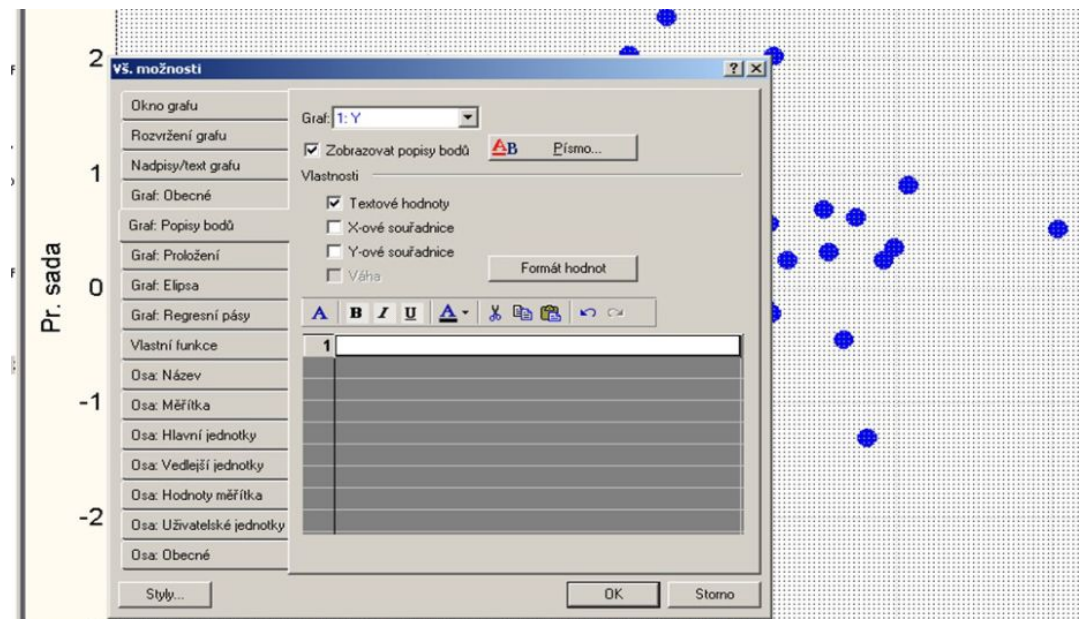 2
1
0
-1
-2
Pr. sada
Vš. možnosti
Okno grafu
Rozvržení grafu
Nadpisy/text grafu
Graf: Obecné
Graf: Popisy bodů
Graf: Proložení
Graf: Elipsa
Graf: Regresní pásy
Vlastní funkce
Osa: Název
Osa: Měřítka
Osa: Hlavní jednotky
Osa: Vedlejší jednotky
Osa: Hodnoty měřítka
Osa: Uživatelské jednotky
Osa: Obecné
Graf: 1: Y
Zobrazovat popisy bodů
AB Písmo...
Vlastnosti
Textové hodnoty
X-ové souřadnice
Y-ové souřadnice
Váha
Formát hodnot
A B I U A
1
Styly...
OK
Storno